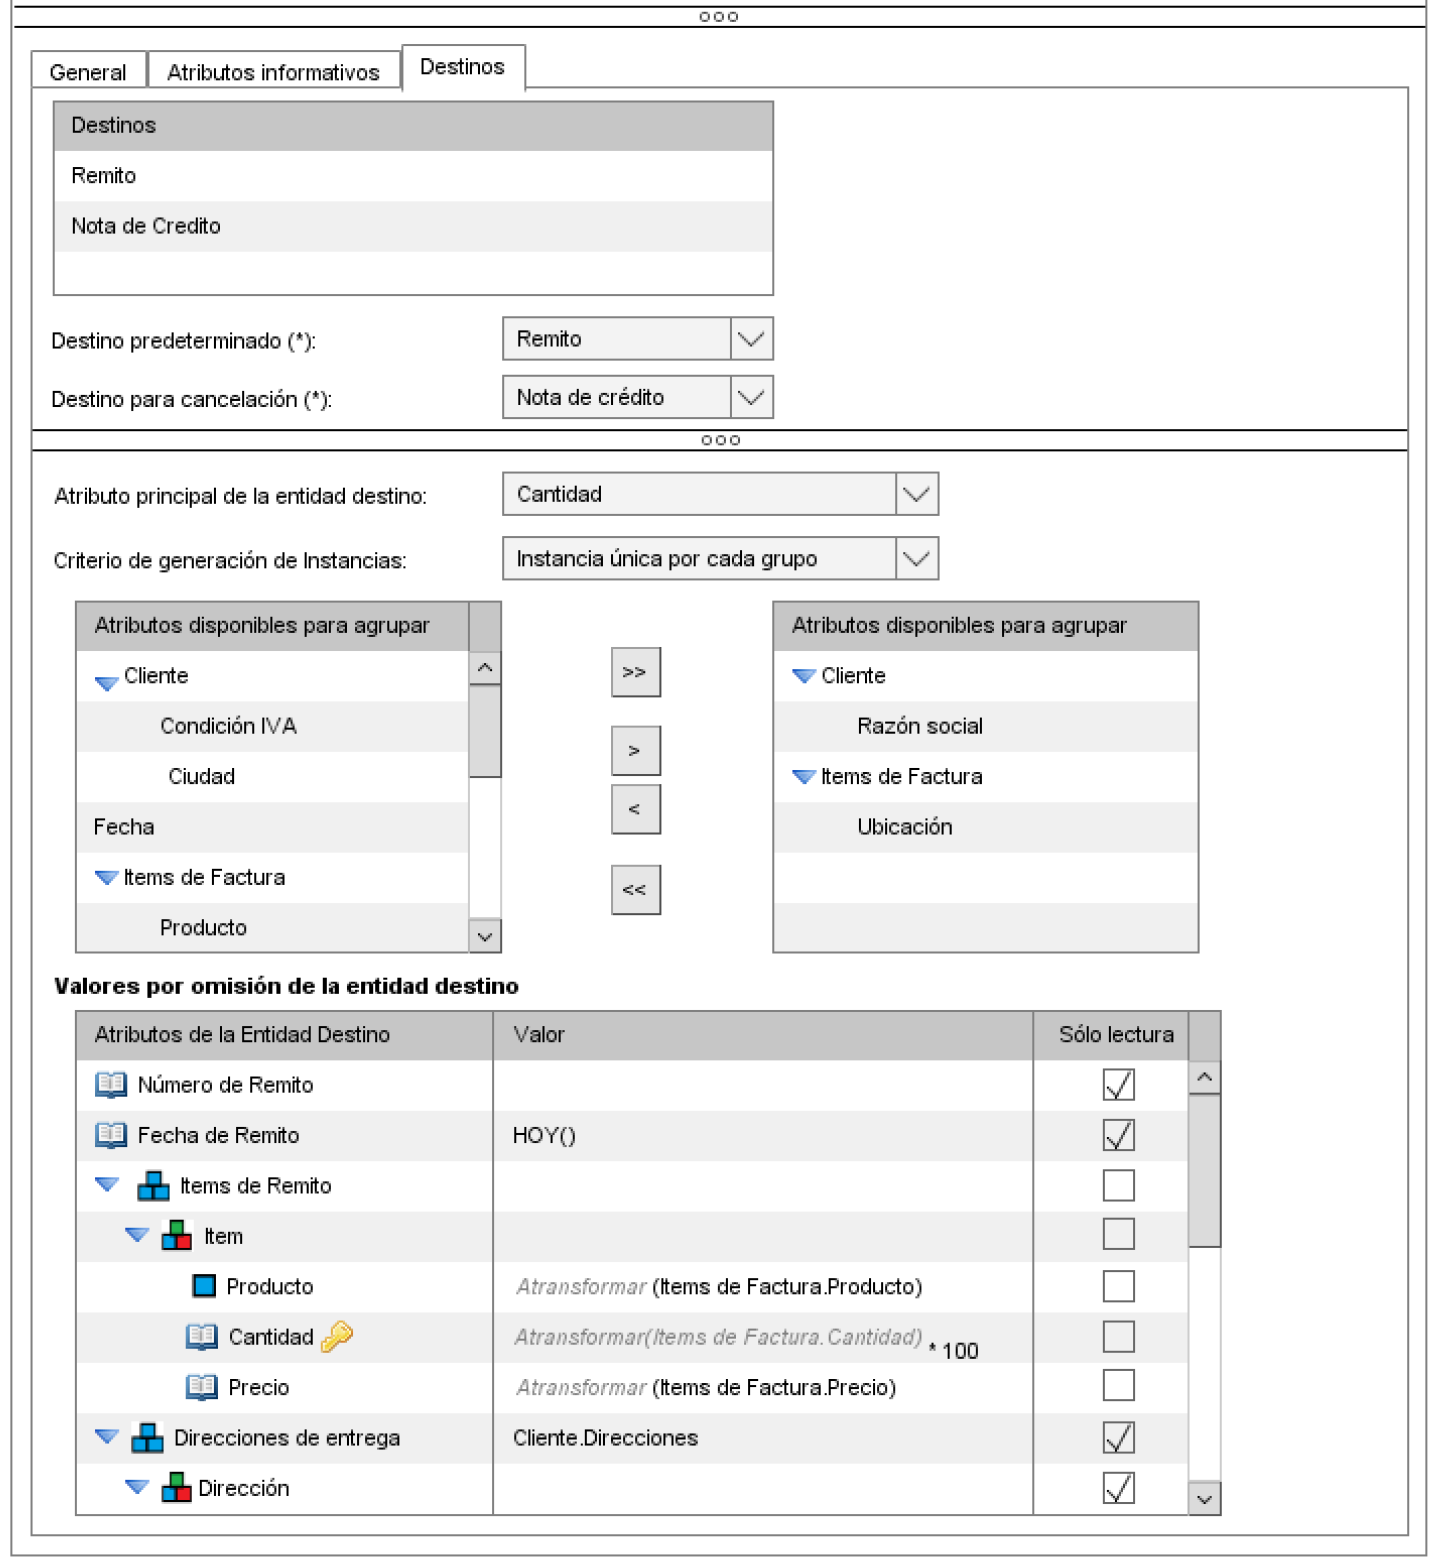 General Atributos informativos Destinos
Destinos
Remito
Nota de Credito
Destino predeterminado (*): Remito
Destino para cancelación (*): Nota de crédito
Atributo principal de la entidad destino: Cantidad
Criterio de generación de Instancias: Instancia única por cada grupo
Atributos disponibles para agrupar
Cliente
Condición IVA
Ciudad
Fecha
Items de Factura
Producto
>>
>
<
<<
Atributos disponibles para agrupar
Cliente
Razón social
Items de Factura
Ubicación
Valores por omisión de la entidad destino
Atributos de la Entidad Destino Valor Sólo lectura
Número de Remito
Fecha de Remito HOY()
Items de Remito
Item
Producto Atransformar (Items de Factura.Producto)
Cantidad Atransformar(Items de Factura.Cantidad) * 100
Precio Atransformar (Items de Factura.Precio)
Direcciones de entrega Cliente.Direcciones
Dirección